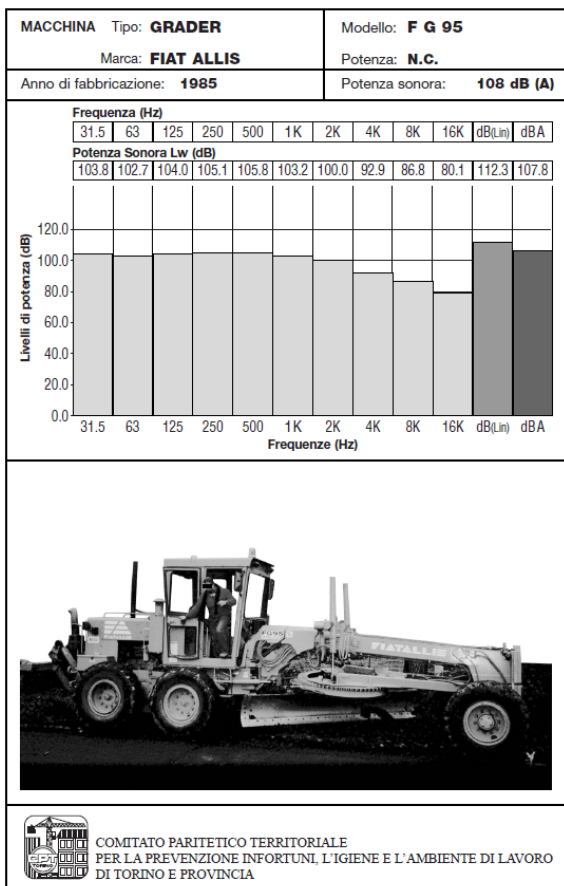 MACCHINA Tipo: GRADER
Marca: FIAT ALLIS
Modello: F G 95
Potenza: N.C.
Anno di fabbricazione: 1985
Potenza sonora: 108 dB (A)
Frequenza (Hz)
31.5 63 125 250 500 1K 2K 4K 8K 16K dB(Lin) dBA
Potenza Sonora Lw (dB)
103.8 102.7 104.0 105.1 105.8 103.2 100.0 92.9 86.8 80.1 112.3 107.8
Livelli di potenza (dB)
120.0
100.0
80.0
60.0
40.0
20.0
0.0
31.5 63 125 250 500 1K 2K 4K 8K 16K dB(Lin) dBA
Frequenze (Hz)
FG95
FIATALLIS
CPT
TORINO
COMITATO PARITETICO TERRITORIALE
PER LA PREVENZIONE INFORTUNI, L'IGIENE E L'AMBIENTE DI LAVORO
DI TORINO E PROVINCIA